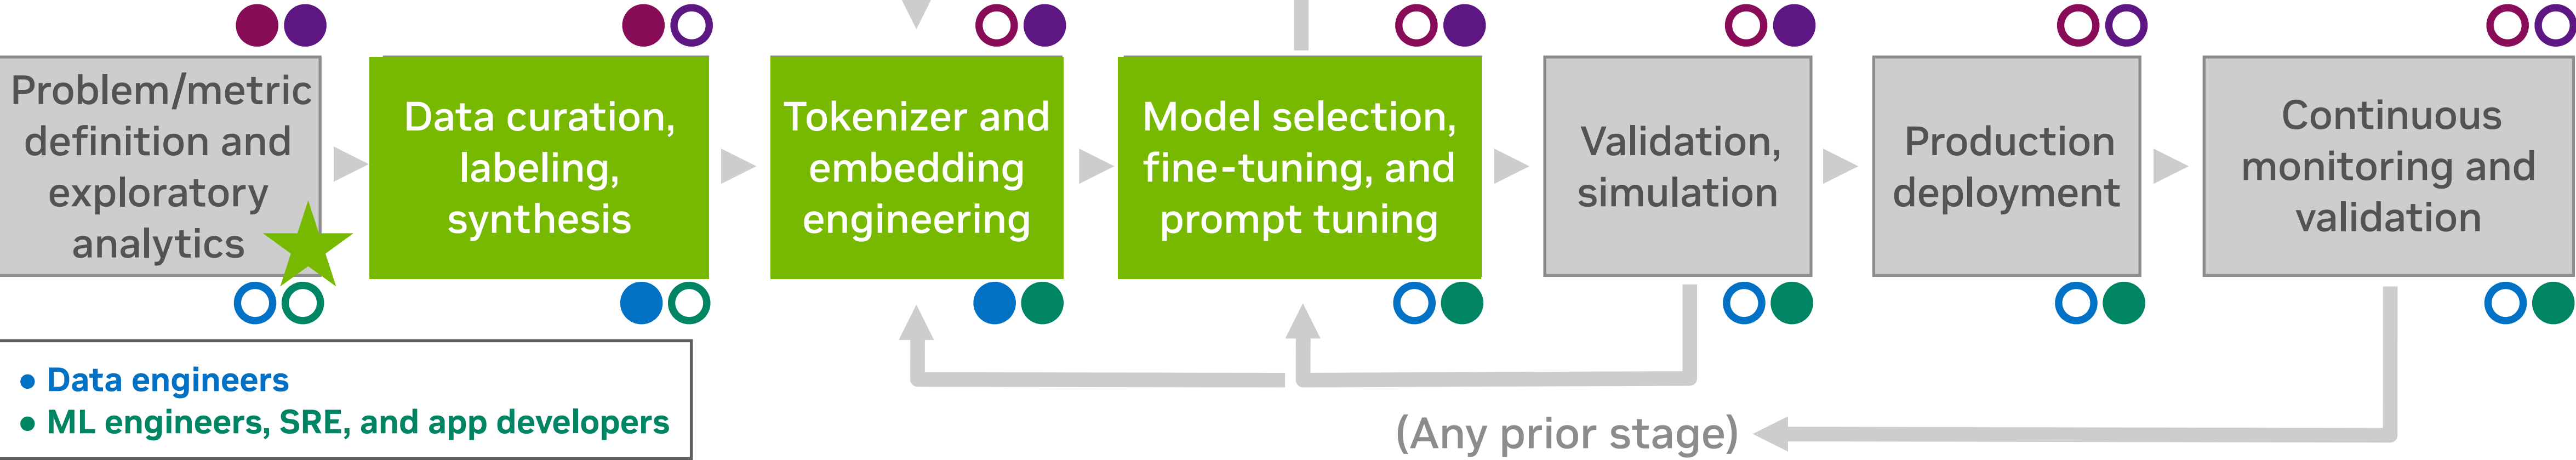 Problem/metric
definition and
exploratory
analytics
Data curation,
labeling,
synthesis
Tokenizer and
embedding
engineering
Model selection,
fine-tuning, and
prompt tuning
Validation,
simulation
Production
deployment
Continuous
monitoring and
validation
• Data engineers
• ML engineers, SRE, and app developers
(Any prior stage)